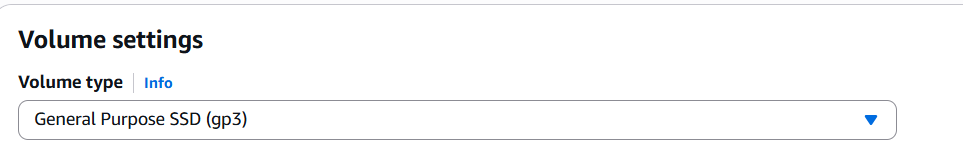 Volume settings
Volume type Info
General Purpose SSD (gp3)